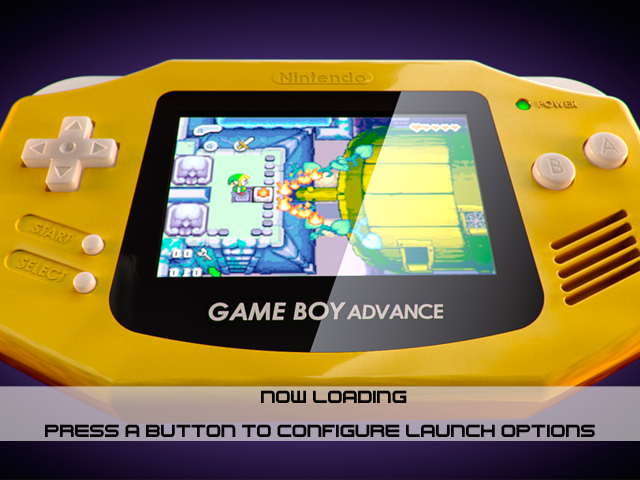 Nintendo
POWER
A
B
START
SELECT
GAME BOY ADVANCE
NOW LOADING
PRESS A BUTTON TO CONFIGURE LAUNCH OPTIONS